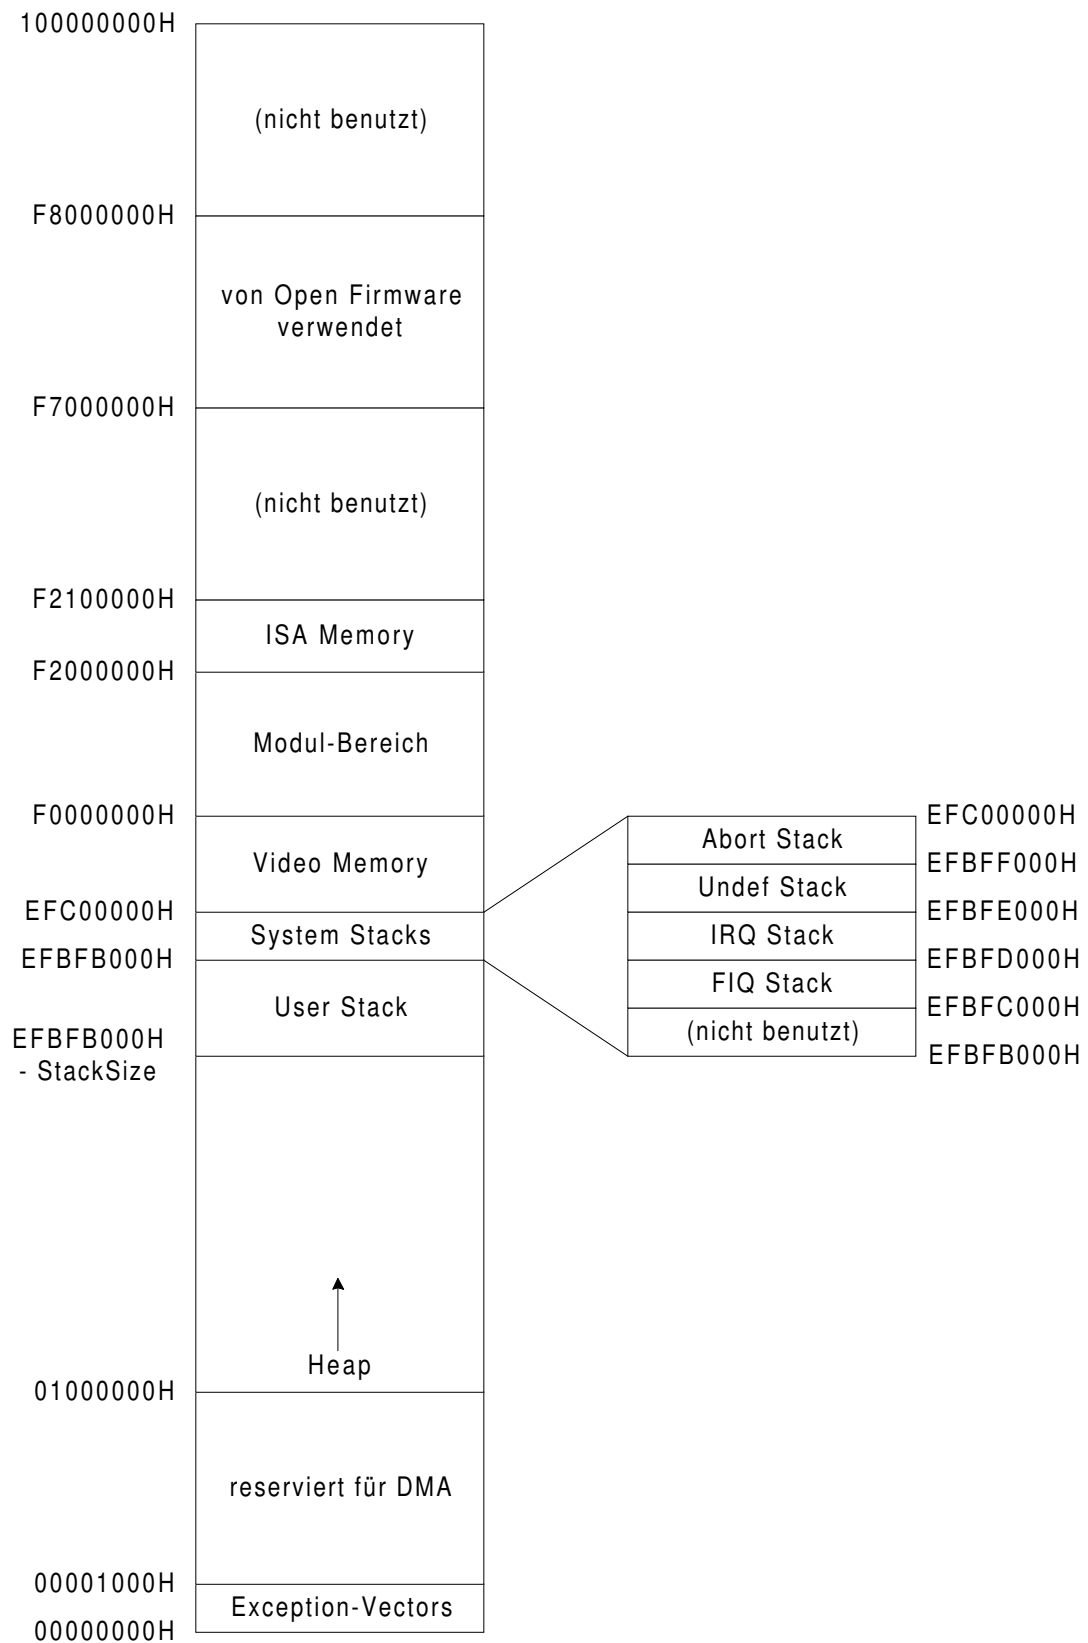 100000000H
(nicht benutzt)
F8000000H
von Open Firmware
verwendet
F7000000H
(nicht benutzt)
F2100000H
ISA Memory
F2000000H
Modul-Bereich
F0000000H
Video Memory
EFC00000H
System Stacks
EFBFB000H
User Stack
EFBFB000H
- StackSize
Heap
01000000H
reserviert für DMA
00001000H
Exception-Vectors
00000000H
EFC00000H
Abort Stack
EFBFF000H
Undef Stack
EFBFE000H
IRQ Stack
EFBFD000H
FIQ Stack
EFBFC000H
(nicht benutzt)
EFBFB000H